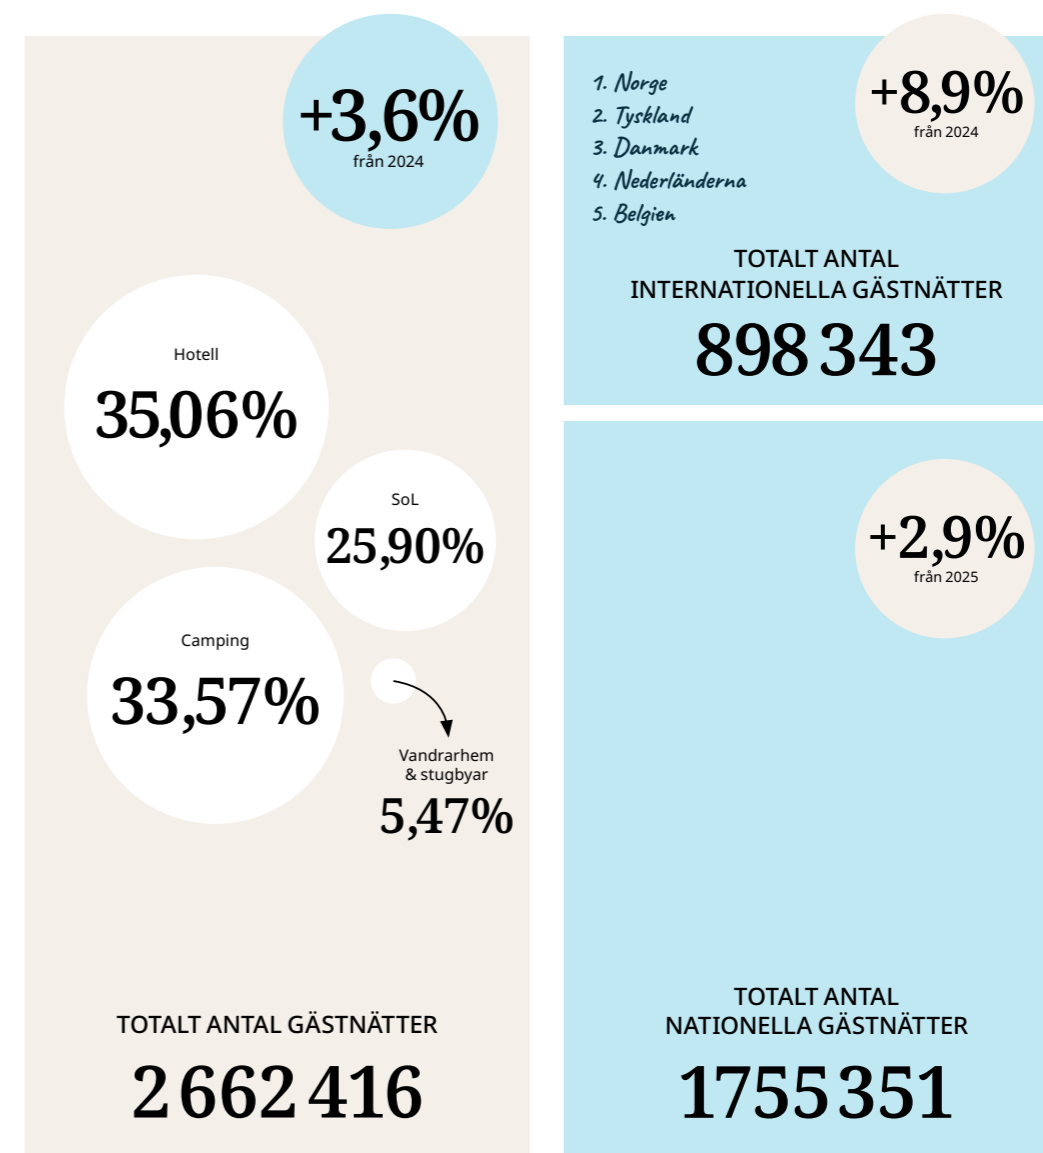 +3,6%
från 2024
Hotell
35,06%
SoL
25,90%
Camping
33,57%
Vandrarhem
& stugbyar
5,47%
TOTALT ANTAL GÄSTNÄTTER
2 662 416
1. Norge
2. Tyskland
3. Danmark
4. Nederländerna
5. Belgien
+8,9%
från 2024
TOTALT ANTAL
INTERNATIONELLA GÄSTNÄTTER
898 343
+2,9%
från 2025
TOTALT ANTAL
NATIONELLA GÄSTNÄTTER
1 755 351